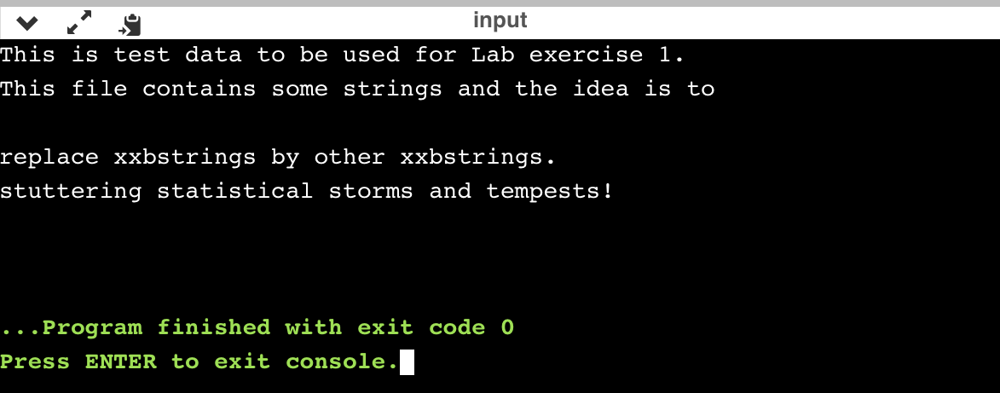 input
This is test data to be used for Lab exercise 1.
This file contains some strings and the idea is to
replace xxbstrings by other xxbstrings.
stuttering statistical storms and tempests!
...Program finished with exit code 0
Press ENTER to exit console.